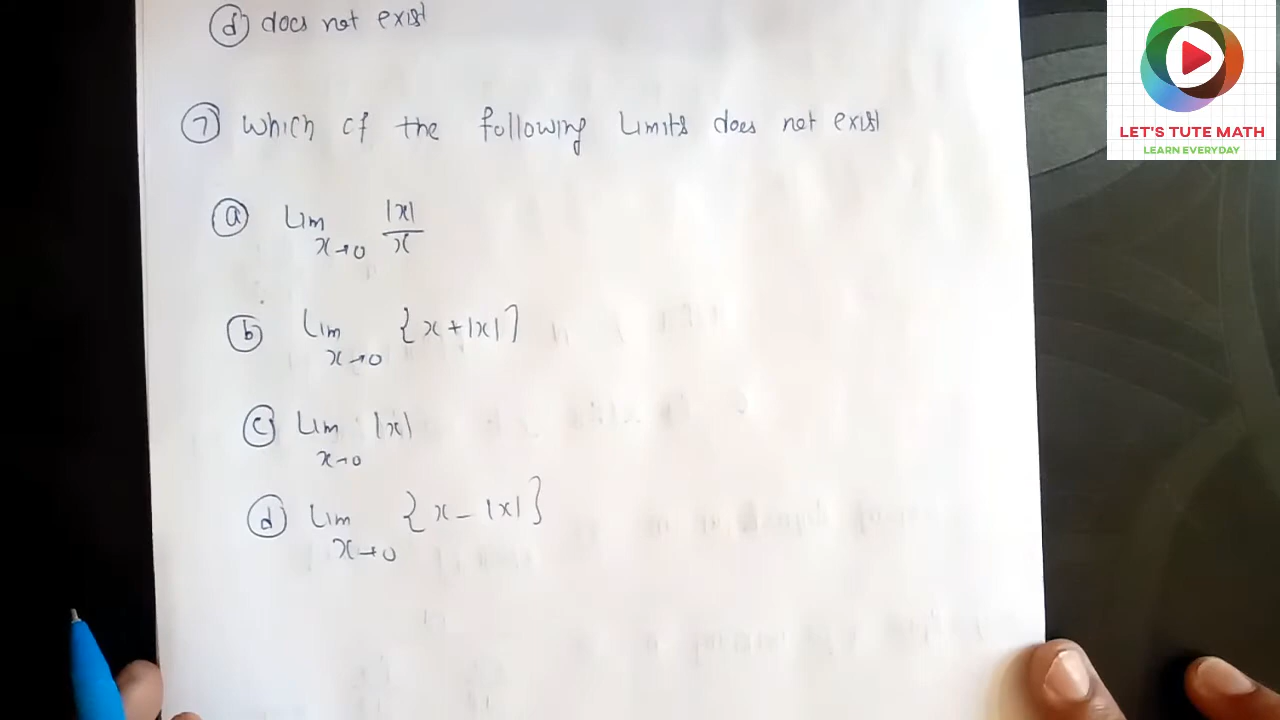 ⓓ does not exist
⑦ Which of the following Limits does not exist
ⓐ Lim x→0 |x|/x
ⓑ Lim x→0 {x+|x|}
ⓒ Lim x→0 |x|
ⓓ Lim x→0 {x-|x|}
LET'S TUTE MATH
LEARN EVERYDAY